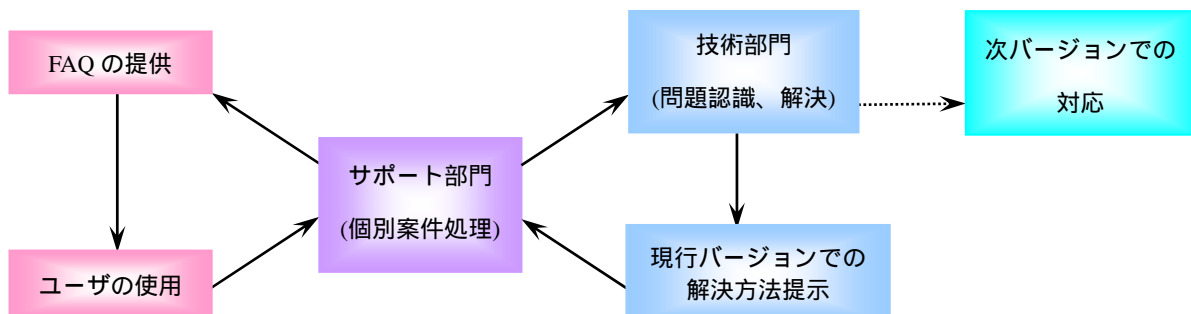 FAQ の提供
ユーザの使用
サポート部門
(個別案件処理)
技術部門
(問題認識、解決)
現行バージョンでの
解決方法提示
次バージョンでの
対応